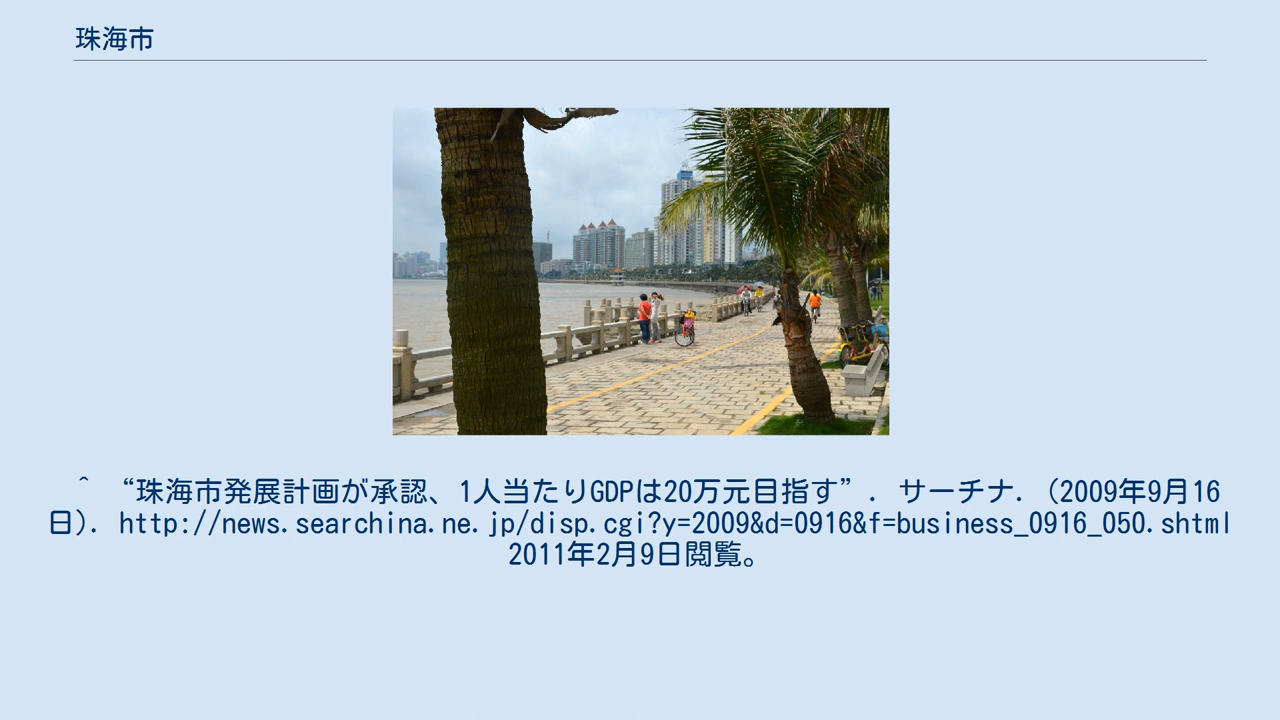 珠海市
^ “珠海市発展計画が承認、1人当たりGDPは20万元目指す”. サーチナ. (2009年9月16
日). http://news.searchina.ne.jp/disp.cgi?y=2009&d=0916&f=business_0916_050.shtml
2011年2月9日閲覧。